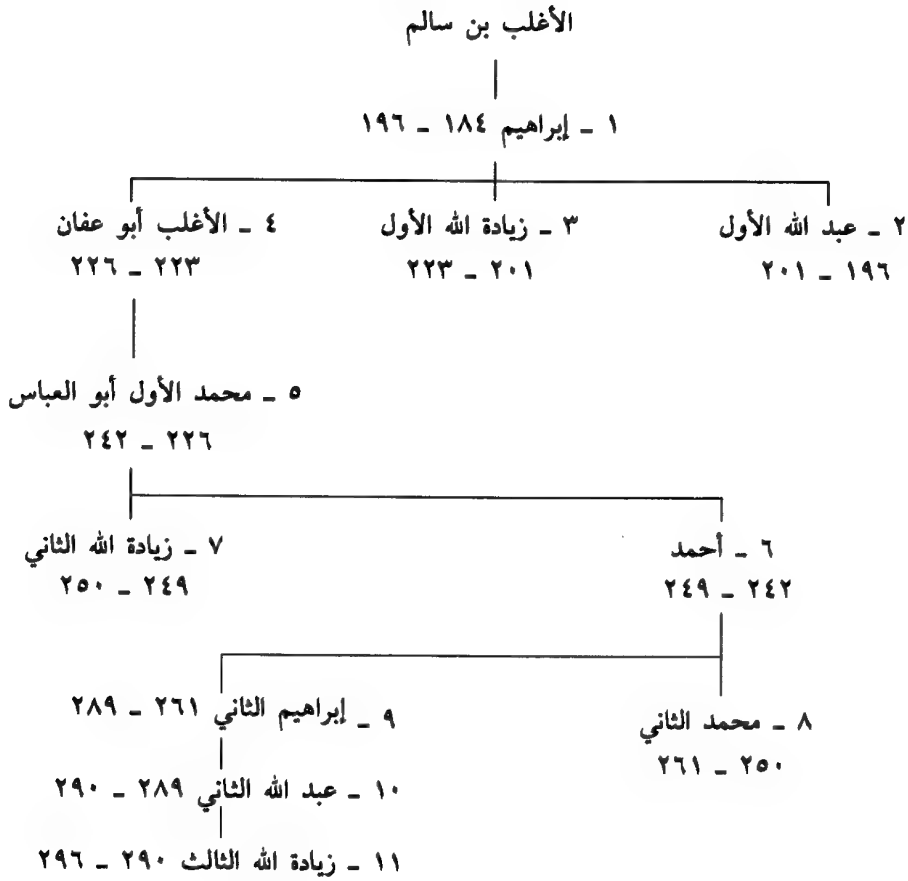 الأغلب بن سالم
١ - إبراهيم ١٨٤ - ١٩٦
٢ - عبد الله الأول
١٩٦ - ٢٠١
٣ - زيادة الله الأول
٢٠١ - ٢٢٣
٤ - الأغلب أبو عفان
٢٢٣ - ٢٢٦
٥ - محمد الأول أبو العباس
٢٢٦ - ٢٤٢
٦ - أحمد
٢٤٢ - ٢٤٩
٧ - زيادة الله الثاني
٢٤٩ - ٢٥٠
٨ - محمد الثاني
٢٥٠ - ٢٦١
٩ - إبراهيم الثاني ٢٦١ - ٢٨٩
١٠ - عبد الله الثاني ٢٨٩ - ٢٩٠
١١ - زيادة الله الثالث ٢٩٠ - ٢٩٦